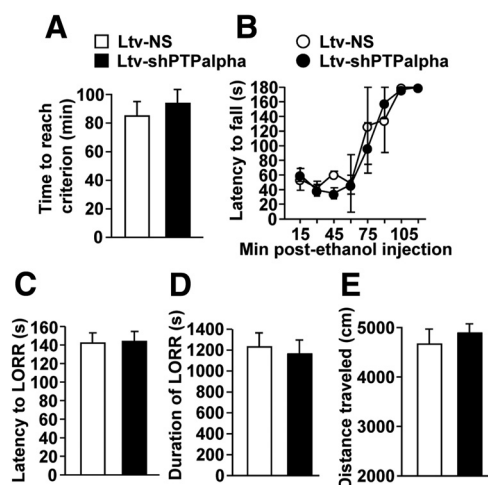 A
Ltv-NS
Ltv-shPTPalpha
Time to reach
criterion (min)
100
80
60
40
20
0
B
Ltv-NS
Ltv-shPTPalpha
Latency to fall (s)
180
160
140
120
100
80
60
40
20
0
15 45 75 105
Min post-ethanol injection
C
Latency to LORR (s)
160
140
120
100
80
60
40
20
0
D
Duration of LORR (s)
1400
1200
1000
800
600
400
200
0
E
Distance traveled (cm)
5000
4000
3000
2000